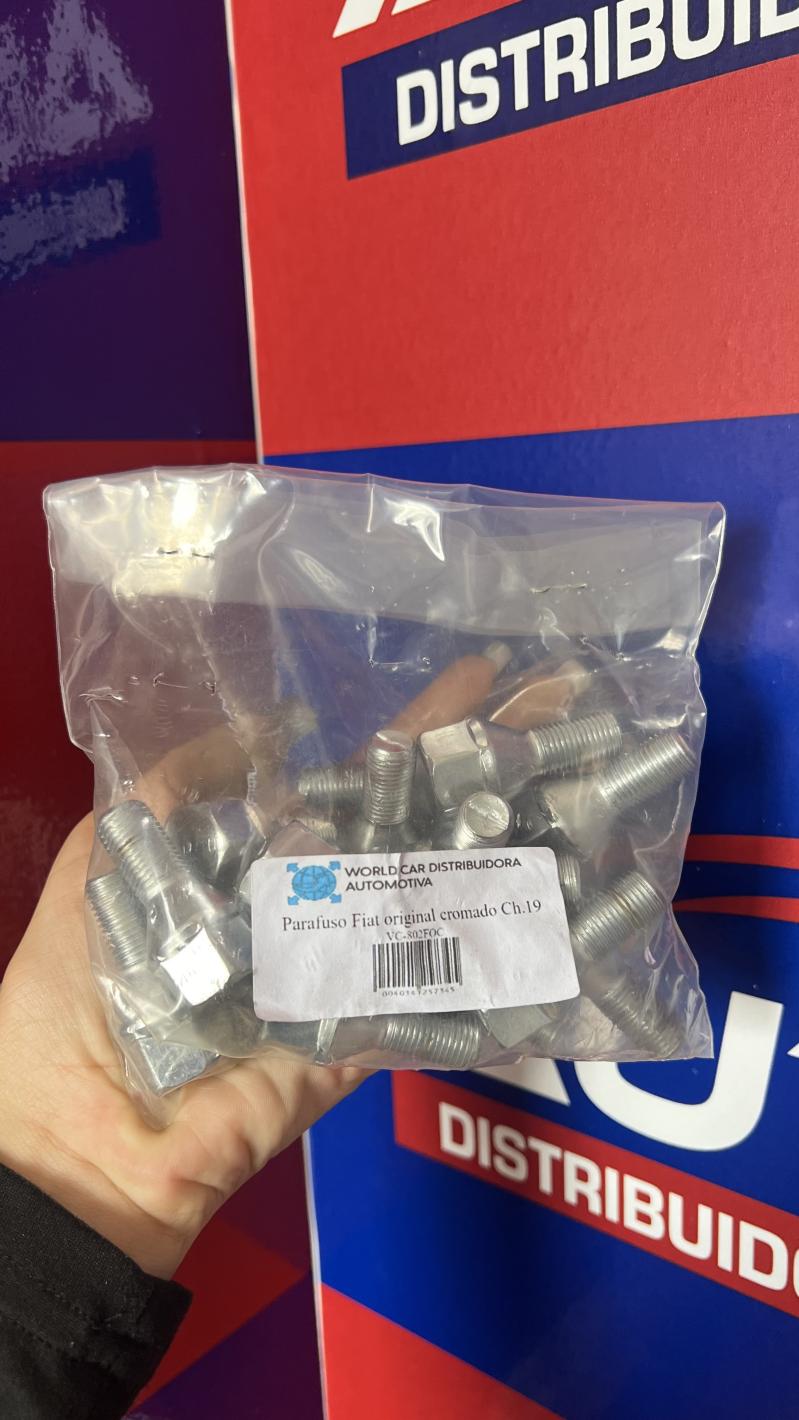 DISTRIBUID
WORLD CAR DISTRIBUIDORA
AUTOMOTIVA
Parafuso Fiat original cromado Ch.19
VC-802FOC
DISTRIBUIDO